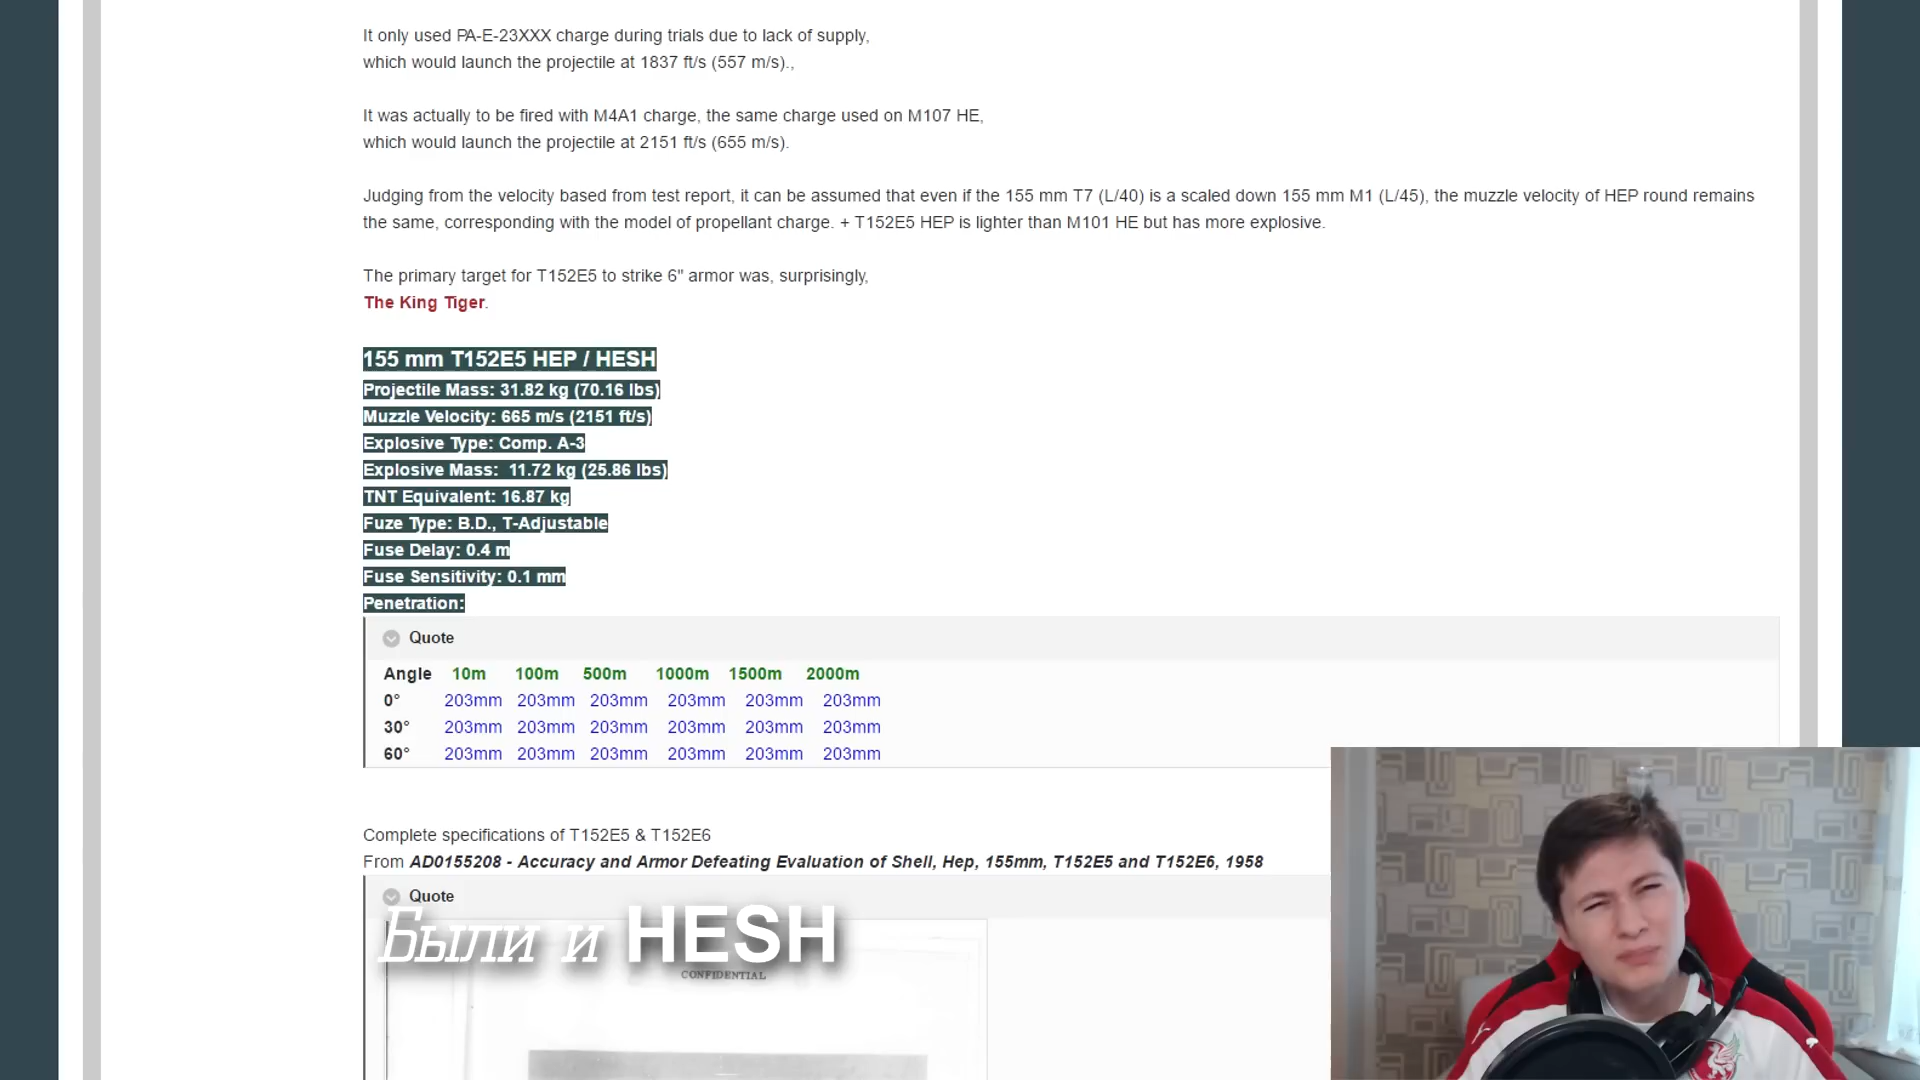 It only used PA-E-23XXX charge during trials due to lack of supply,
which would launch the projectile at 1837 ft/s (557 m/s).,
It was actually to be fired with M4A1 charge, the same charge used on M107 HE,
which would launch the projectile at 2151 ft/s (655 m/s).
Judging from the velocity based from test report, it can be assumed that even if the 155 mm T7 (L/40) is a scaled down 155 mm M1 (L/45), the muzzle velocity of HEP round remains
the same, corresponding with the model of propellant charge. + T152E5 HEP is lighter than M101 HE but has more explosive.
The primary target for T152E5 to strike 6" armor was, surprisingly,
The King Tiger.
155 mm T152E5 HEP / HESH
Projectile Mass: 31.82 kg (70.16 lbs)
Muzzle Velocity: 665 m/s (2151 ft/s)
Explosive Type: Comp. A-3
Explosive Mass:  11.72 kg (25.86 lbs)
TNT Equivalent: 16.87 kg
Fuze Type: B.D., T-Adjustable
Fuse Delay: 0.4 m
Fuse Sensitivity: 0.1 mm
Penetration:
Quote
Angle 10m 100m 500m 1000m 1500m 2000m
0° 203mm 203mm 203mm 203mm 203mm 203mm
30° 203mm 203mm 203mm 203mm 203mm 203mm
60° 203mm 203mm 203mm 203mm 203mm 203mm
Complete specifications of T152E5 & T152E6
From AD0155208 - Accuracy and Armor Defeating Evaluation of Shell, Hep, 155mm, T152E5 and T152E6, 1958
Quote
Были и HESH
CONFIDENTIAL